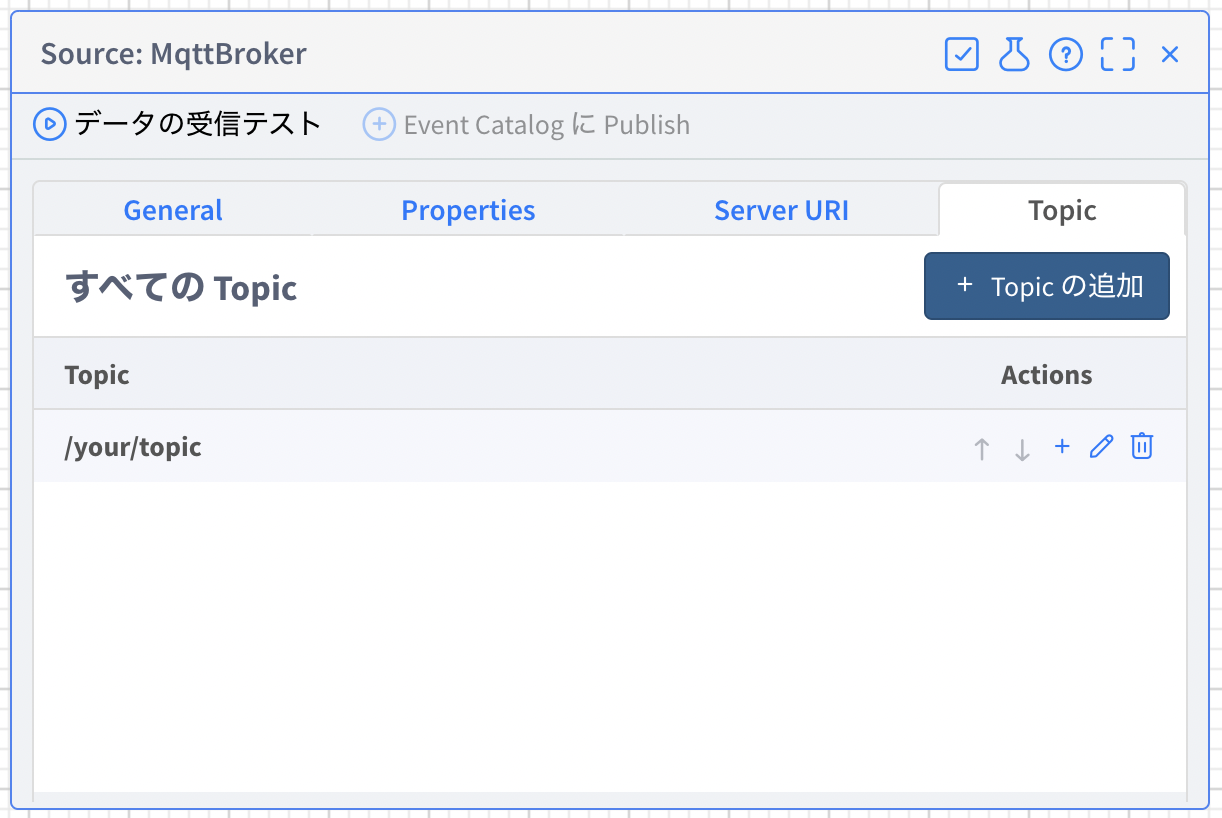 Source: MqttBroker
データの受信テスト Event Catalog に Publish
General Properties Server URI Topic
すべての Topic + Topic の追加
Topic Actions
/your/topic